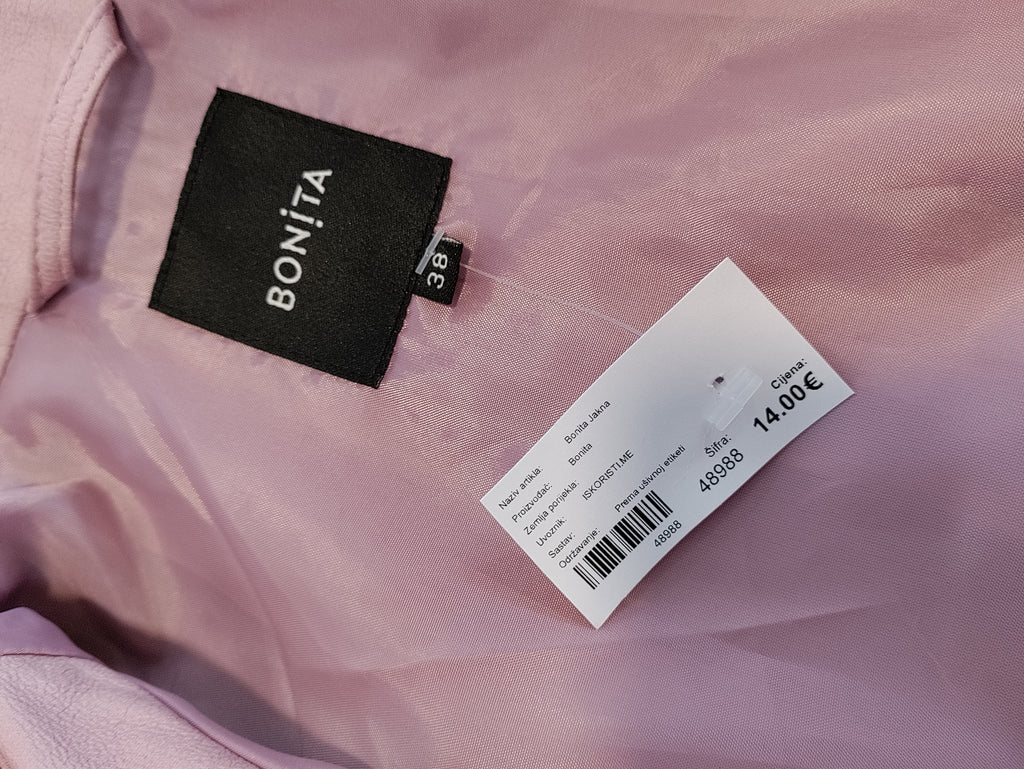 BONiTA
38
Naziv artikla: Bonita Jakna
Proizvođač: Bonita
Zemlja porijekla:
Uvoznik: ISKORISTI.ME
Sastav:
Održavanje: Prema ušivnoj etiketi
48988
Šifra:
48988
Cijena:
14.00€